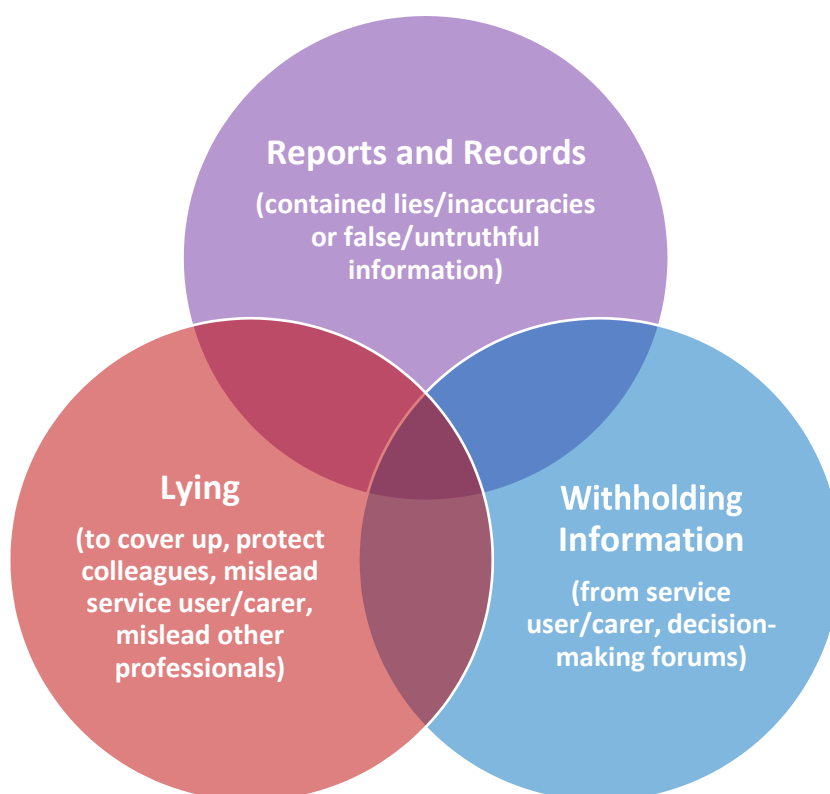 Reports and Records
(contained lies/inaccuracies
or false/untruthful
information)
Lying
(to cover up, protect
colleagues, mislead
service user/carer,
mislead other
professionals)
Withholding
Information
(from service
user/carer, decision-
making forums)